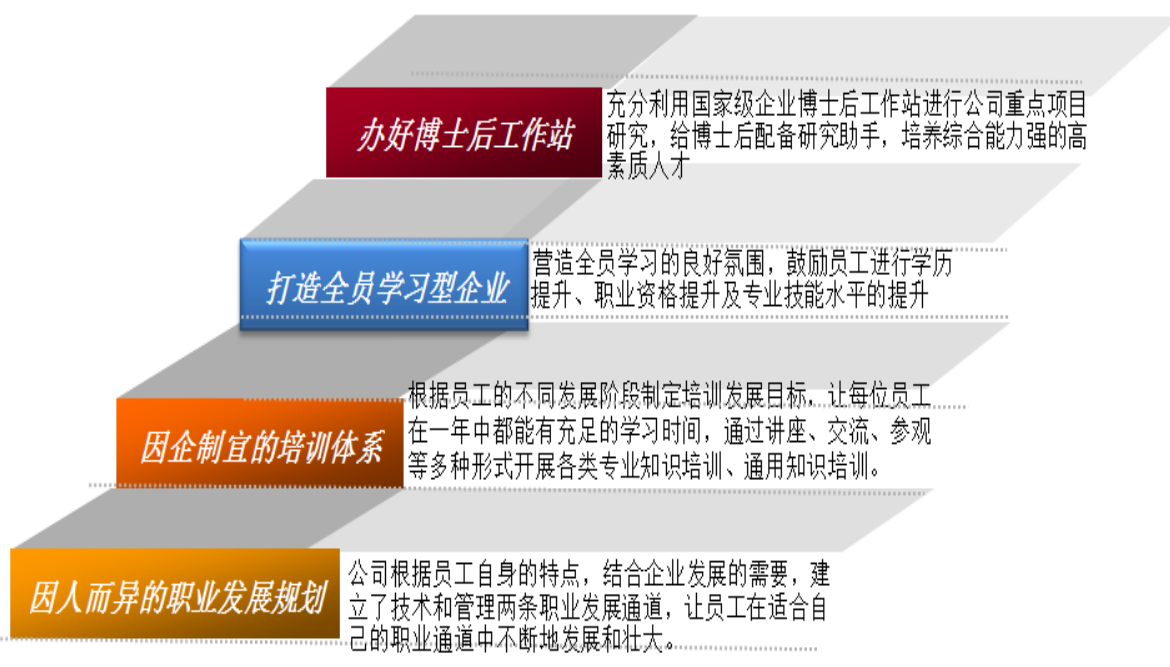 办好博士后工作站
充分利用国家级企业博士后工作站进行公司重点项目
研究，给博士后配备研究助手，培养综合能力强的高
素质人才
打造全员学习型企业
营造全员学习的良好氛围，鼓励员工进行学历
提升、职业资格提升及专业技能水平的提升
因企制宜的培训体系
根据员工的不同发展阶段制定培训发展目标，让每位员工
在一年中都能有充足的学习时间，通过讲座、交流、参观
等多种形式开展各类专业知识培训、通用知识培训。
因人而异的职业发展规划
公司根据员工自身的特点，结合企业发展的需要，建
立了技术和管理两条职业发展通道，让员工在适合自
己的职业通道中不断地发展和壮大。